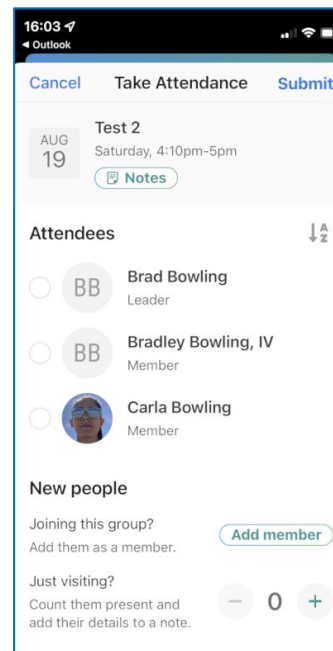 16:03
◀ Outlook
Cancel Take Attendance Submit
AUG
19
Test 2
Saturday, 4:10pm-5pm
Notes
Attendees
A
Z
BB
Brad Bowling
Leader
BB
Bradley Bowling, IV
Member
Carla Bowling
Member
New people
Joining this group?
Add them as a member.
Add member
Just visiting?
Count them present and
add their details to a note.
− 0 +